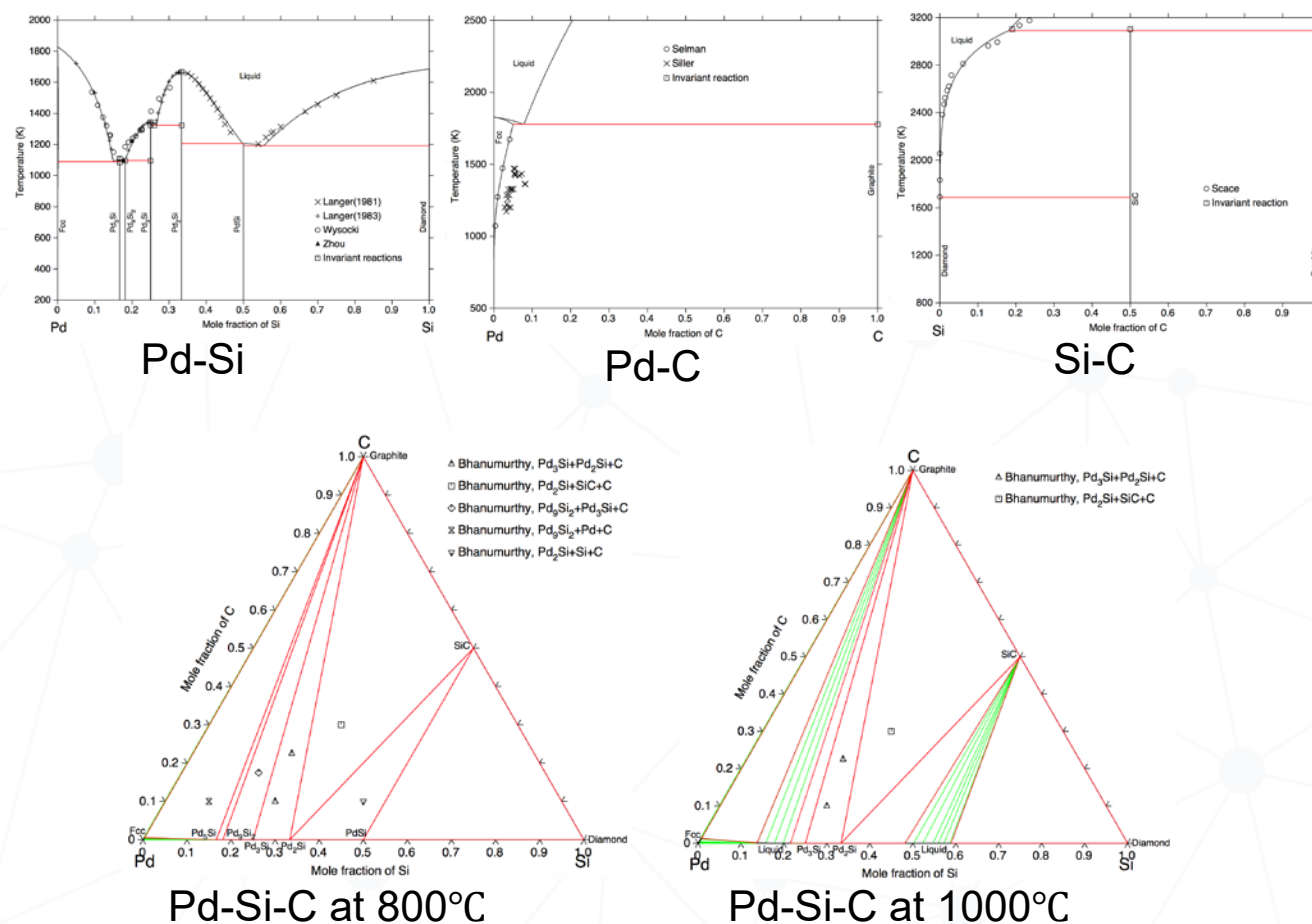 2000
1800
1600
1400
1200
1000
800
600
400
200
Temperature (K)
Liquid
Fcc
Pd₅Si
Pd₉Si₂
Pd₃Si
Pd₂Si
PdSi
Diamond
× Langer(1981)
+ Langer(1983)
○ Wysocki
▲ Zhou
Invariant reactions
0 0.1 0.2 0.3 0.4 0.5 0.6 0.7 0.8 0.9 1.0
Mole fraction of Si
Pd Si
Pd-Si
2500
2000
1500
1000
500
Temperature (K)
Liquid
Fcc
Graphite
○ Selman
× Siller
Invariant reaction
0 0.1 0.2 0.3 0.4 0.5 0.6 0.7 0.8 0.9 1.0
Mole fraction of C
Pd C
Pd-C
3200
2800
2400
2000
1600
1200
800
Temperature (K)
Liquid
Diamond
SiC
○ Scace
Invariant reaction
0 0.1 0.2 0.3 0.4 0.5 0.6 0.7 0.8 0.9
Mole fraction of C
Si
Si-C
C
1.0 Graphite
0.9
0.8
0.7
0.6
0.5
0.4
0.3
0.2
0.1
0
Mole fraction of C
SiC
△ Bhanumurthy, Pd₃Si+Pd₂Si+C
□ Bhanumurthy, Pd₂Si+SiC+C
◇ Bhanumurthy, Pd₉Si₂+Pd₃Si+C
Bhanumurthy, Pd₉Si₂+Pd+C
▽ Bhanumurthy, Pd₂Si+Si+C
Fcc Pd₅Si Pd₉Si₂ Pd₃Si Pd₂Si PdSi Diamond
0 0.1 0.2 0.3 0.4 0.5 0.6 0.7 0.8 0.9 1.0
Pd Si
Mole fraction of Si
Pd-Si-C at 800℃
C
1.0 Graphite
0.9
0.8
0.7
0.6
0.5
0.4
0.3
0.2
0.1
0
Mole fraction of C
SiC
△ Bhanumurthy, Pd₃Si+Pd₂Si+C
□ Bhanumurthy, Pd₂Si+SiC+C
Fcc Liquid Pd₃Si Pd₂Si Liquid Diamond
0 0.1 0.2 0.3 0.4 0.5 0.6 0.7 0.8 0.9 1.0
Pd Si
Mole fraction of Si
Pd-Si-C at 1000℃